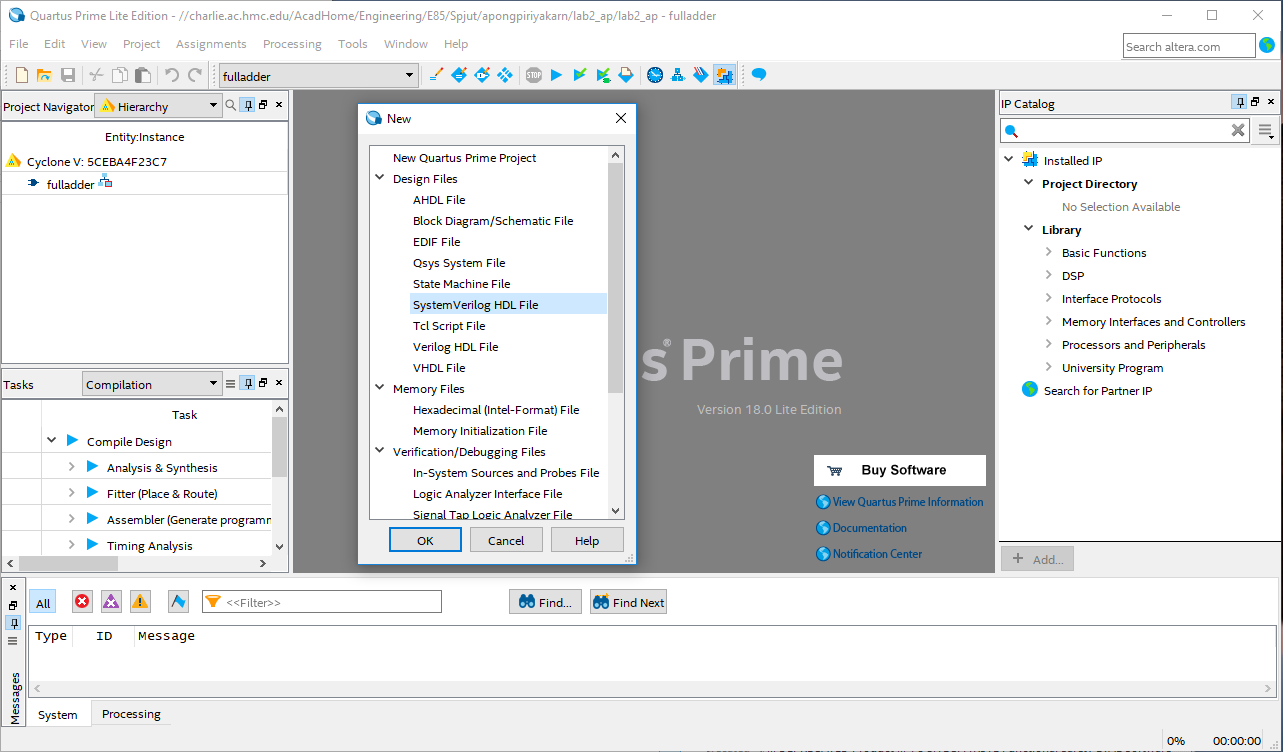 Quartus Prime Lite Edition - //charlie.ac.hmc.edu/AcadHome/Engineering/E85/Spjut/apongpiriyakarn/lab2_ap/lab2_ap - fulladder
File Edit View Project Assignments Processing Tools Window Help
Search altera.com
fulladder
STOP
Project Navigator Hierarchy
Entity:Instance
Cyclone V: 5CEBA4F23C7
fulladder
Tasks Compilation
Task
Compile Design
Analysis & Synthesis
Fitter (Place & Route)
Assembler (Generate programm
Timing Analysis
New
New Quartus Prime Project
Design Files
AHDL File
Block Diagram/Schematic File
EDIF File
Qsys System File
State Machine File
SystemVerilog HDL File
Tcl Script File
Verilog HDL File
VHDL File
Memory Files
Hexadecimal (Intel-Format) File
Memory Initialization File
Verification/Debugging Files
In-System Sources and Probes File
Logic Analyzer Interface File
Signal Tap Logic Analyzer File
OK Cancel Help
s® Prime
Version 18.0 Lite Edition
Buy Software
View Quartus Prime Information
Documentation
Notification Center
IP Catalog
Installed IP
Project Directory
No Selection Available
Library
Basic Functions
DSP
Interface Protocols
Memory Interfaces and Controllers
Processors and Peripherals
University Program
Search for Partner IP
+ Add...
Messages
All <<Filter>> Find... Find Next
Type ID Message
System Processing
0% 00:00:00